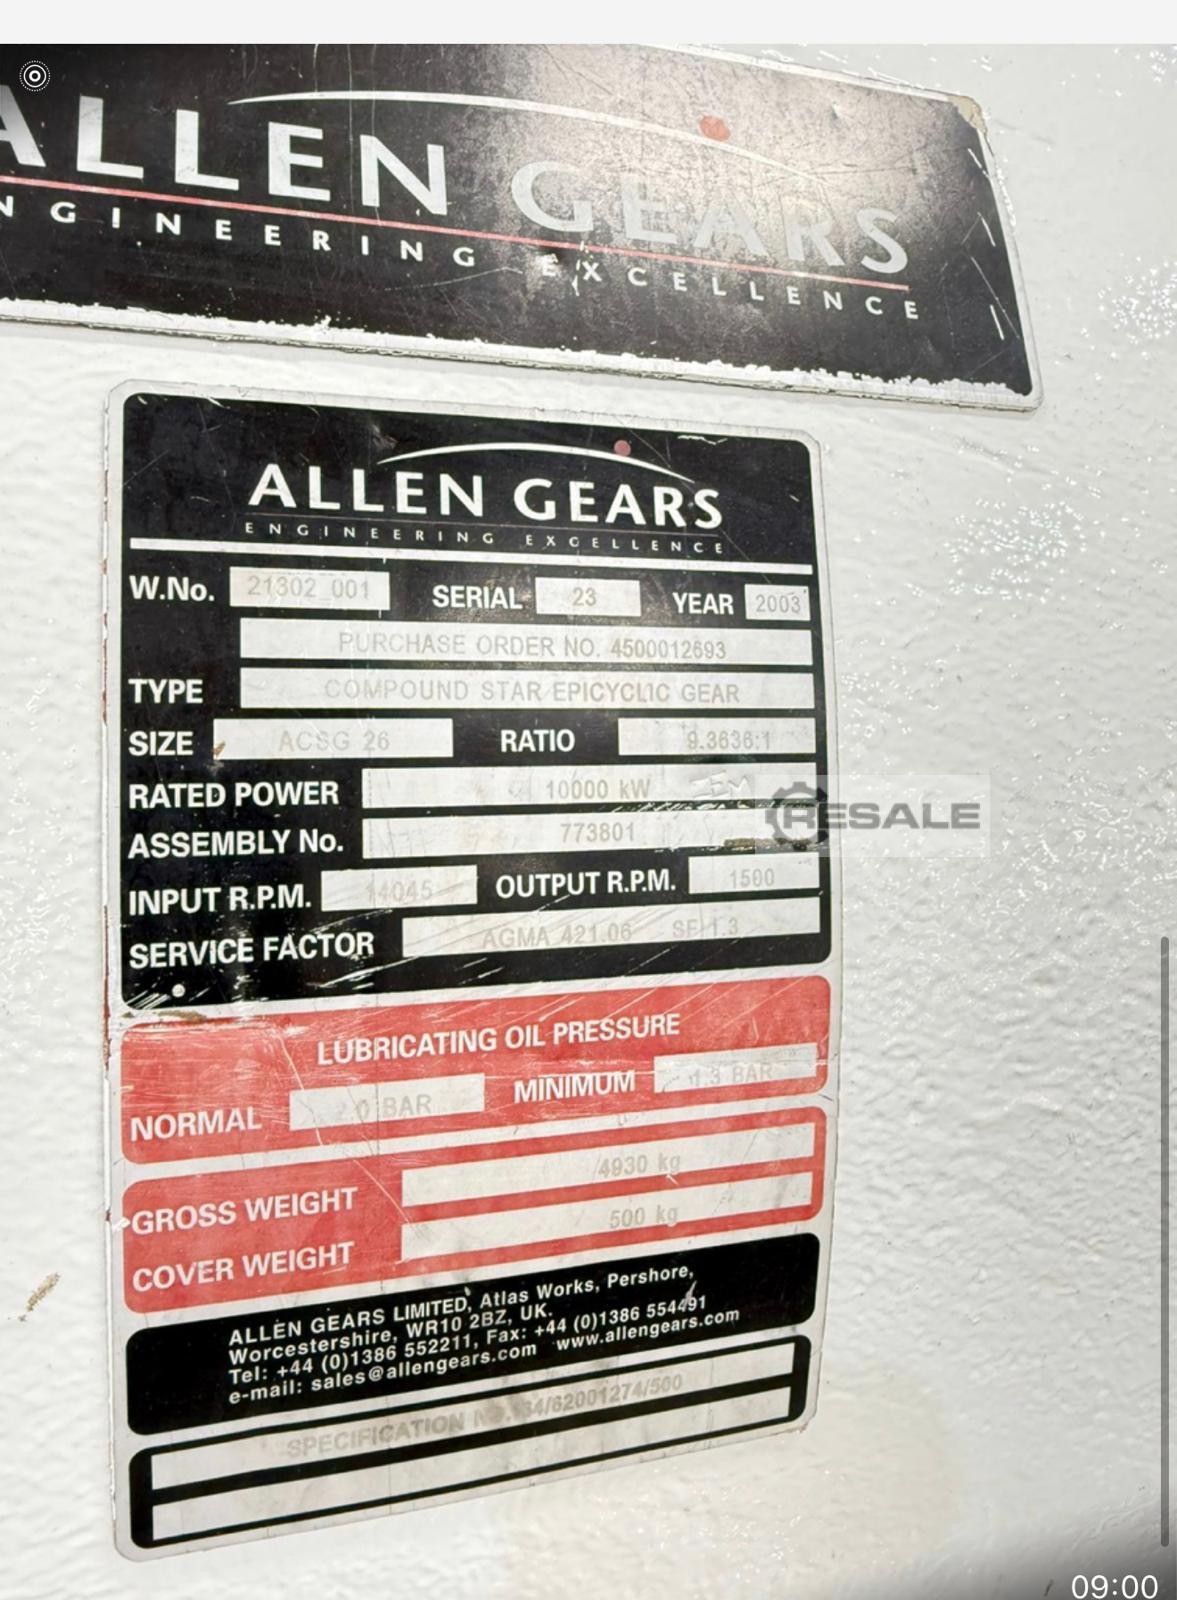 ALLEN GEARS
ENGINEERING EXCELLENCE
ALLEN GEARS
ENGINEERING EXCELLENCE
W.No. 21302 001 SERIAL 23 YEAR 2003
PURCHASE ORDER NO. 4500012693
TYPE COMPOUND STAR EPICYCLIC GEAR
SIZE ACSG 26 RATIO 9.3636:1
RATED POWER 10000 kW
RESALE
ASSEMBLY No. 773801
INPUT R.P.M. 14045 OUTPUT R.P.M. 1500
SERVICE FACTOR AGMA 421.06 SF 1.3
LUBRICATING OIL PRESSURE
NORMAL 2.0 BAR MINIMUM 1.3 BAR
GROSS WEIGHT 4930 kg
COVER WEIGHT 500 kg
ALLEN GEARS LIMITED, Atlas Works, Pershore,
Worcestershire, WR10 2BZ, UK.
Tel: +44 (0)1386 552211, Fax: +44 (0)1386 554491
e-mail: sales@allengears.com www.allengears.com
SPECIFICATION 34/62001274/500
09:00